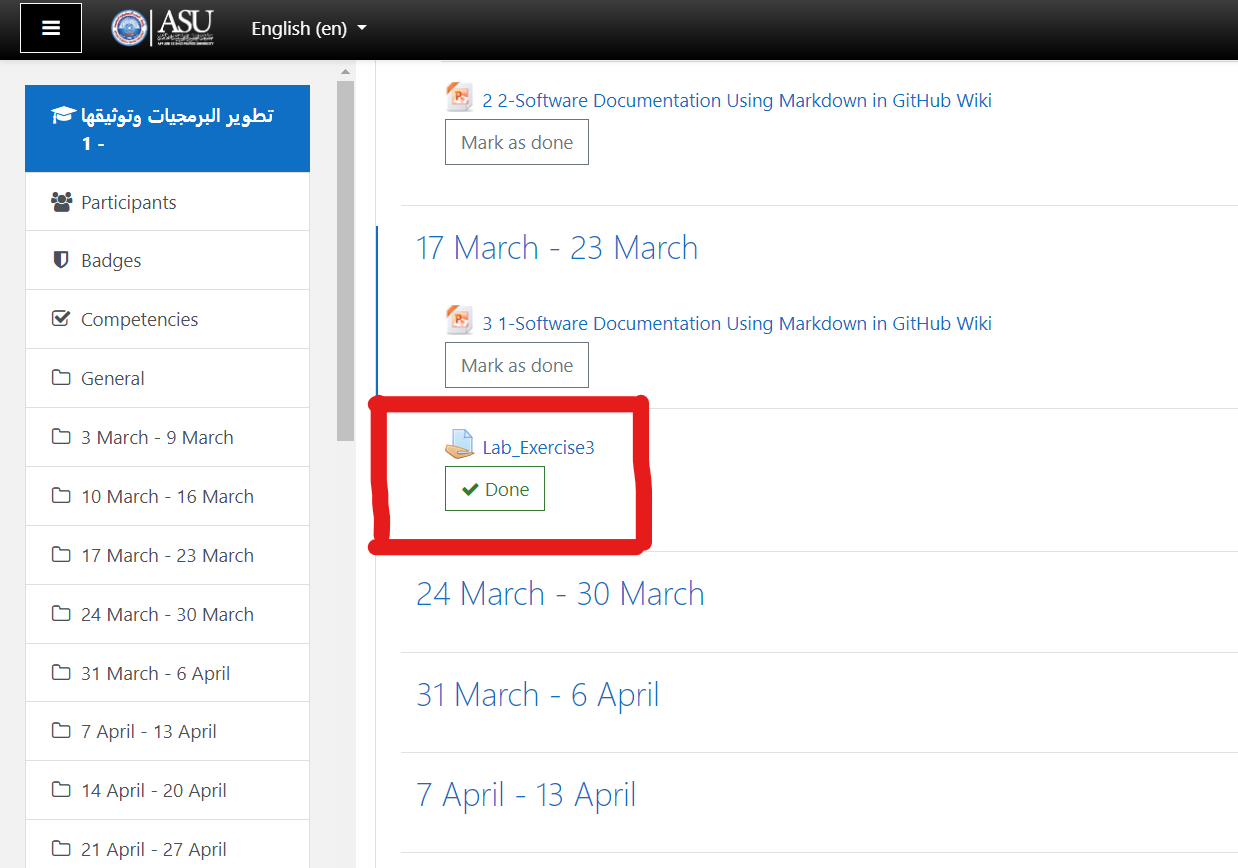 ASU
English (en)
تطوير البرمجيات وتوثيقها
- 1
Participants
Badges
Competencies
General
3 March - 9 March
10 March - 16 March
17 March - 23 March
24 March - 30 March
31 March - 6 April
7 April - 13 April
14 April - 20 April
21 April - 27 April
2 2-Software Documentation Using Markdown in GitHub Wiki
Mark as done
17 March - 23 March
3 1-Software Documentation Using Markdown in GitHub Wiki
Mark as done
Lab_Exercise3
Done
24 March - 30 March
31 March - 6 April
7 April - 13 April